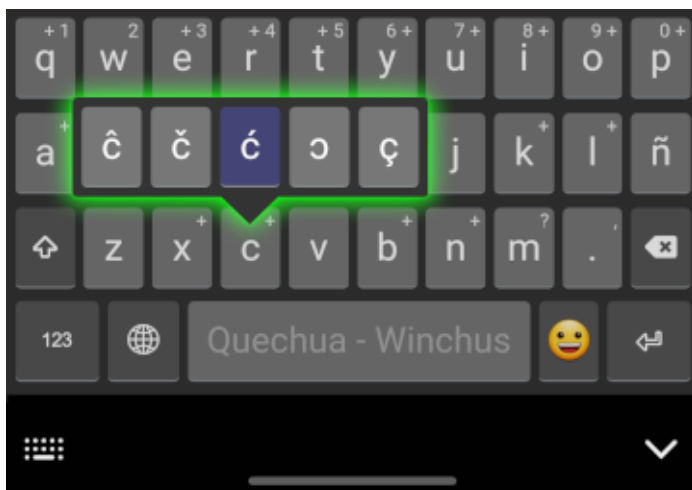 +1 2 +3 +4 +5 6+ 7+ 8+ 9+ 0+
q w e r t y u i o p
ĉ č ć ɔ ç
+ + +
a j k l ñ
+ + + + ? '
z x c v b n m .
123 Quechua - Winchus